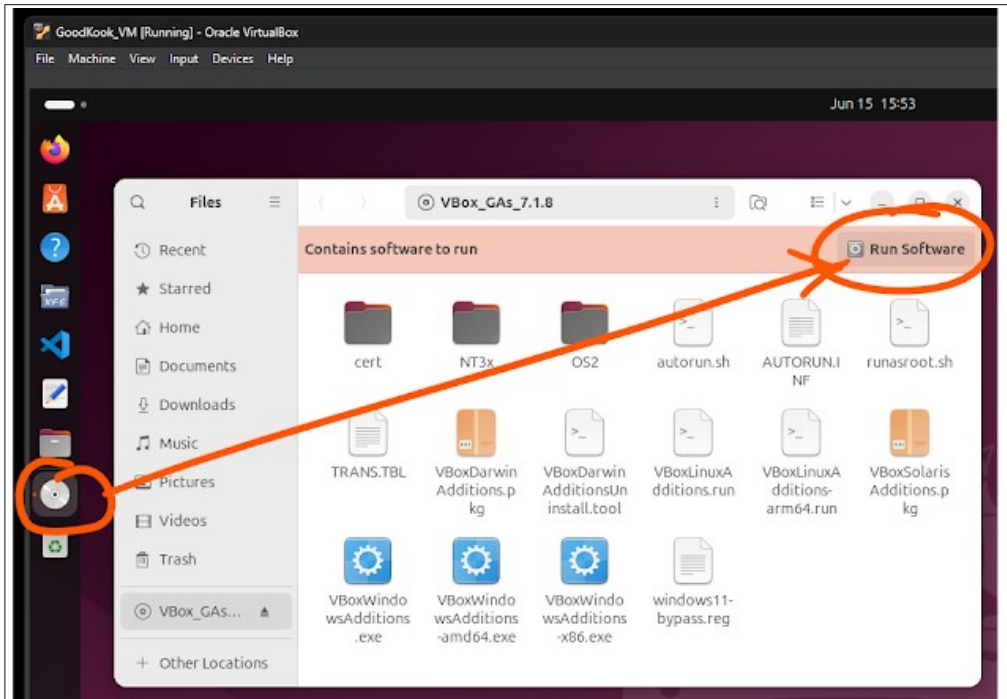 GoodKook_VM [Running] - Oracle VirtualBox
File Machine View Input Devices Help
Jun 15 15:53
Files
VBox_GAs_7.1.8
Recent
Contains software to run
Run Software
Starred
Home
Documents
Downloads
Music
Pictures
Videos
Trash
VBox_GAs...
Other Locations
XFE
cert
NT3x
OS2
autorun.sh
AUTORUN.I
NF
runasroot.sh
TRANS.TBL
VBoxDarwin
Additions.p
kg
VBoxDarwin
AdditionsUn
install.tool
VBoxLinuxA
dditions.run
VBoxLinuxA
dditions-
arm64.run
VBoxSolaris
Additions.p
kg
VBoxWindo
wsAdditions
.exe
VBoxWindo
wsAdditions
-amd64.exe
VBoxWindo
wsAdditions
-x86.exe
windows11-
bypass.reg